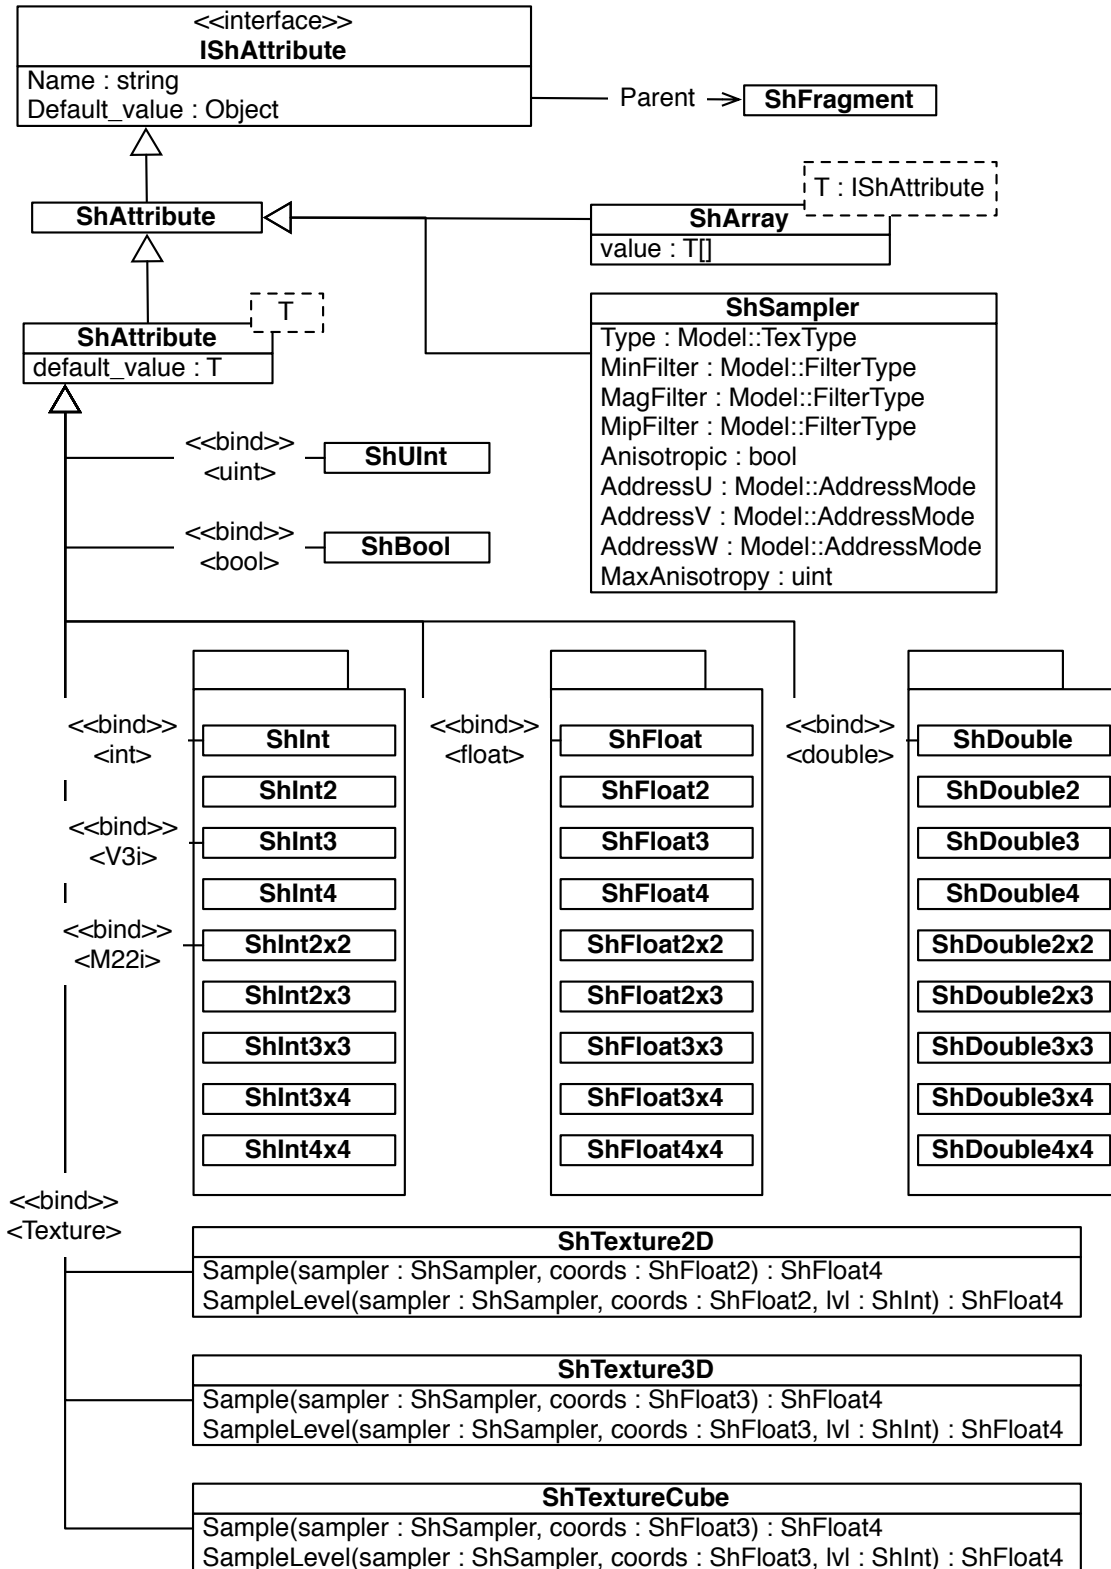 <<interface>>
IShAttribute
Name : string
Default_value : Object
Parent
ShFragment
T : IShAttribute
ShAttribute
ShArray
value : T[]
T
ShAttribute
default_value : T
ShSampler
Type : Model::TexType
MinFilter : Model::FilterType
MagFilter : Model::FilterType
MipFilter : Model::FilterType
Anisotropic : bool
AddressU : Model::AddressMode
AddressV : Model::AddressMode
AddressW : Model::AddressMode
MaxAnisotropy : uint
<<bind>>
<uint>
ShUInt
<<bind>>
<bool>
ShBool
<<bind>>
<int>
ShInt
ShInt2
<<bind>>
<V3i>
ShInt3
ShInt4
<<bind>>
<M22i>
ShInt2x2
ShInt2x3
ShInt3x3
ShInt3x4
ShInt4x4
<<bind>>
<float>
ShFloat
ShFloat2
ShFloat3
ShFloat4
ShFloat2x2
ShFloat2x3
ShFloat3x3
ShFloat3x4
ShFloat4x4
<<bind>>
<double>
ShDouble
ShDouble2
ShDouble3
ShDouble4
ShDouble2x2
ShDouble2x3
ShDouble3x3
ShDouble3x4
ShDouble4x4
<<bind>>
<Texture>
ShTexture2D
Sample(sampler : ShSampler, coords : ShFloat2) : ShFloat4
SampleLevel(sampler : ShSampler, coords : ShFloat2, lvl : ShInt) : ShFloat4
ShTexture3D
Sample(sampler : ShSampler, coords : ShFloat3) : ShFloat4
SampleLevel(sampler : ShSampler, coords : ShFloat3, lvl : ShInt) : ShFloat4
ShTextureCube
Sample(sampler : ShSampler, coords : ShFloat3) : ShFloat4
SampleLevel(sampler : ShSampler, coords : ShFloat3, lvl : ShInt) : ShFloat4